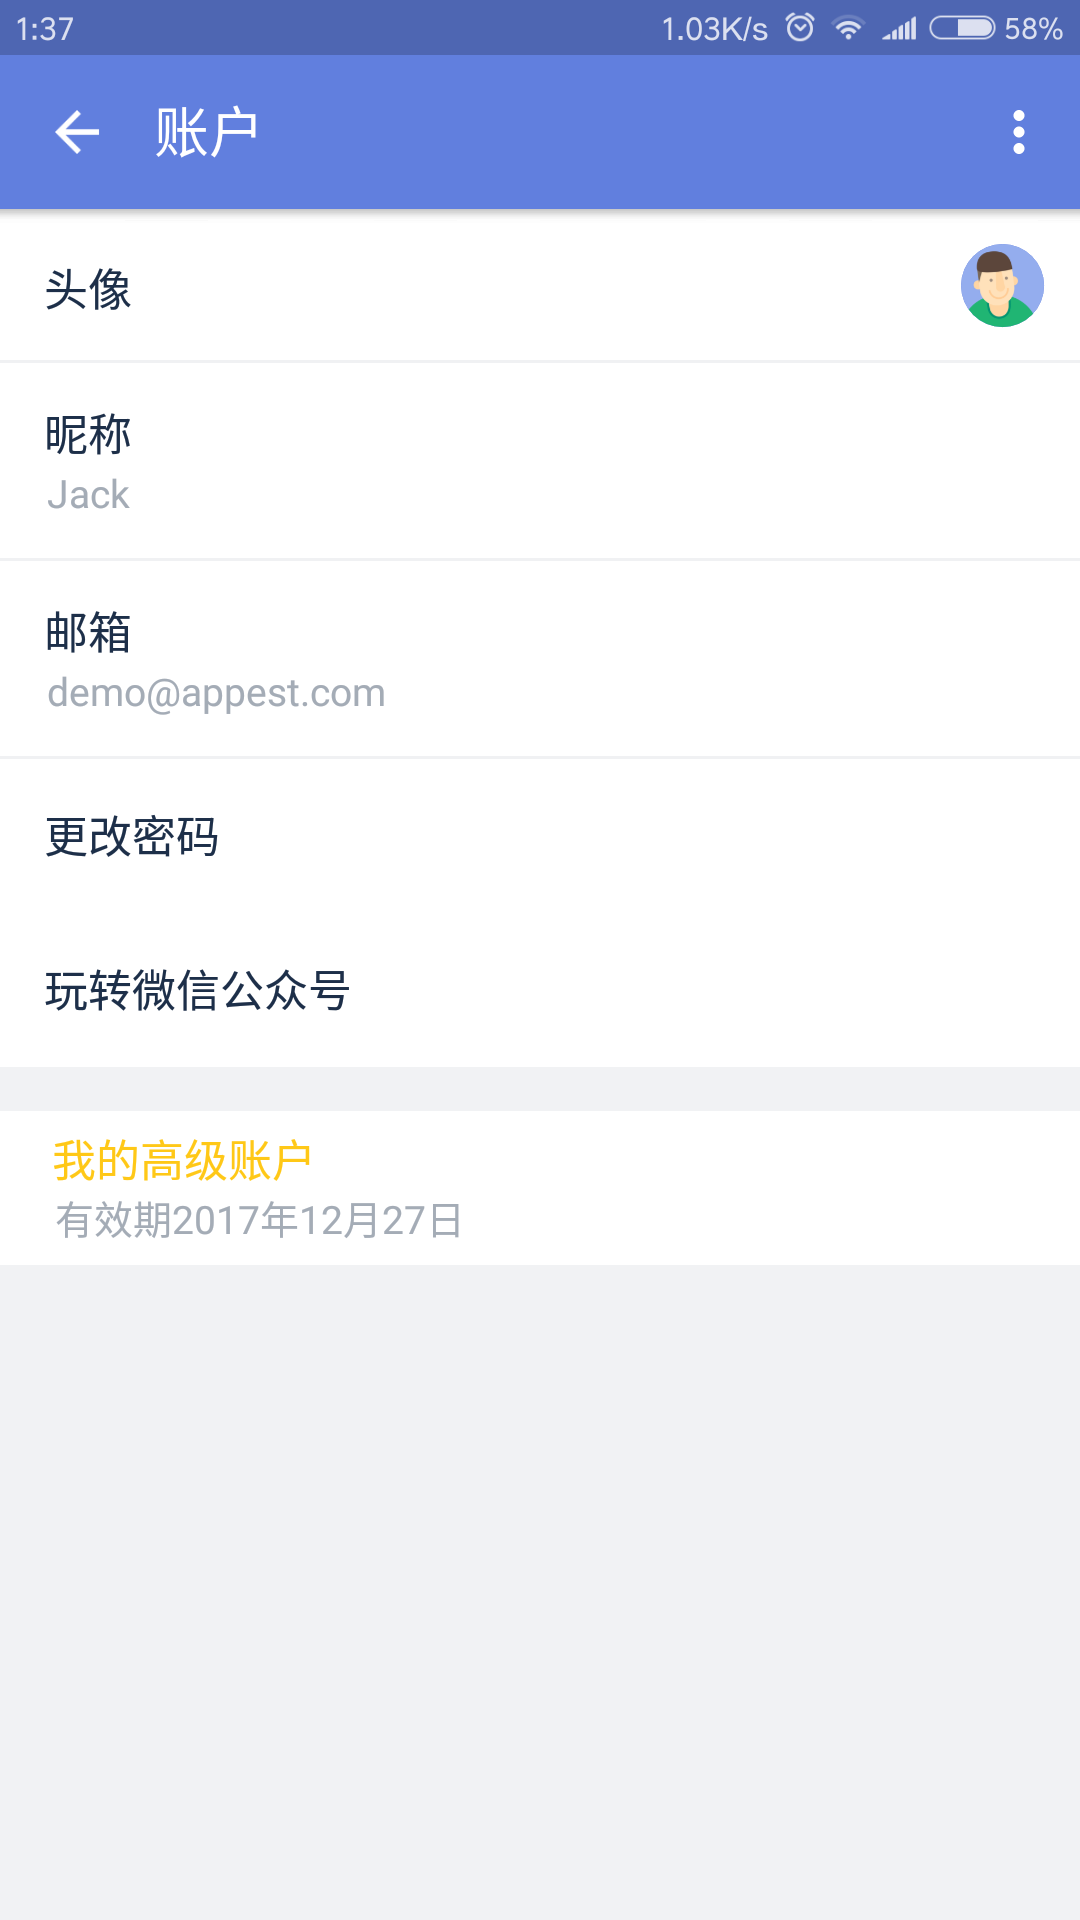 1:37 1.03K/s 58%
账户
头像
昵称
Jack
邮箱
demo@appest.com
更改密码
玩转微信公众号
我的高级账户
有效期2017年12月27日